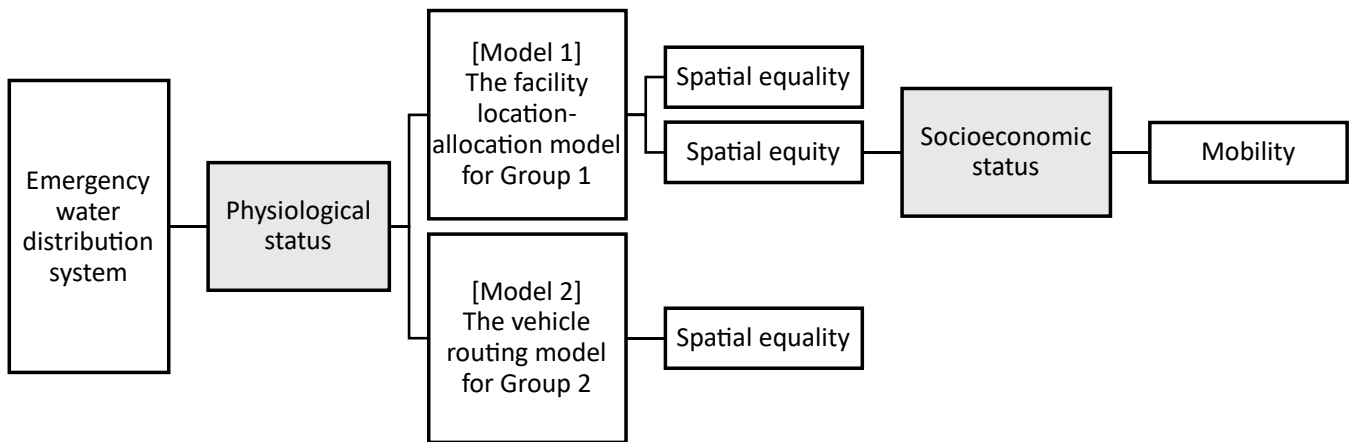 Emergency
water
distribution
system
Physiological
status
[Model 1]
The facility
location-
allocation model
for Group 1
Spatial equality
Spatial equity
Socioeconomic
status
Mobility
[Model 2]
The vehicle
routing model
for Group 2
Spatial equality